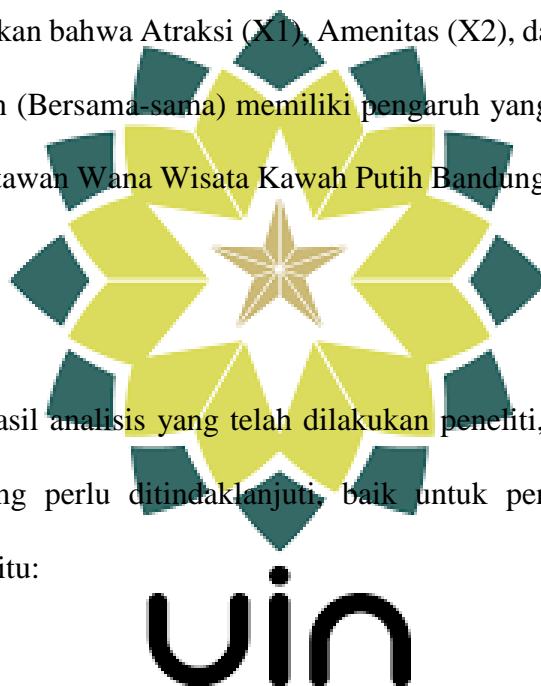 kan bahwa Atraksi (X1), Amenitas (X2), da
n (Bersama-sama) memiliki pengaruh yang
tawan Wana Wisata Kawah Putih Bandung
asil analisis yang telah dilakukan peneliti,
ng perlu ditindaklanjuti, baik untuk per
itu:
uin